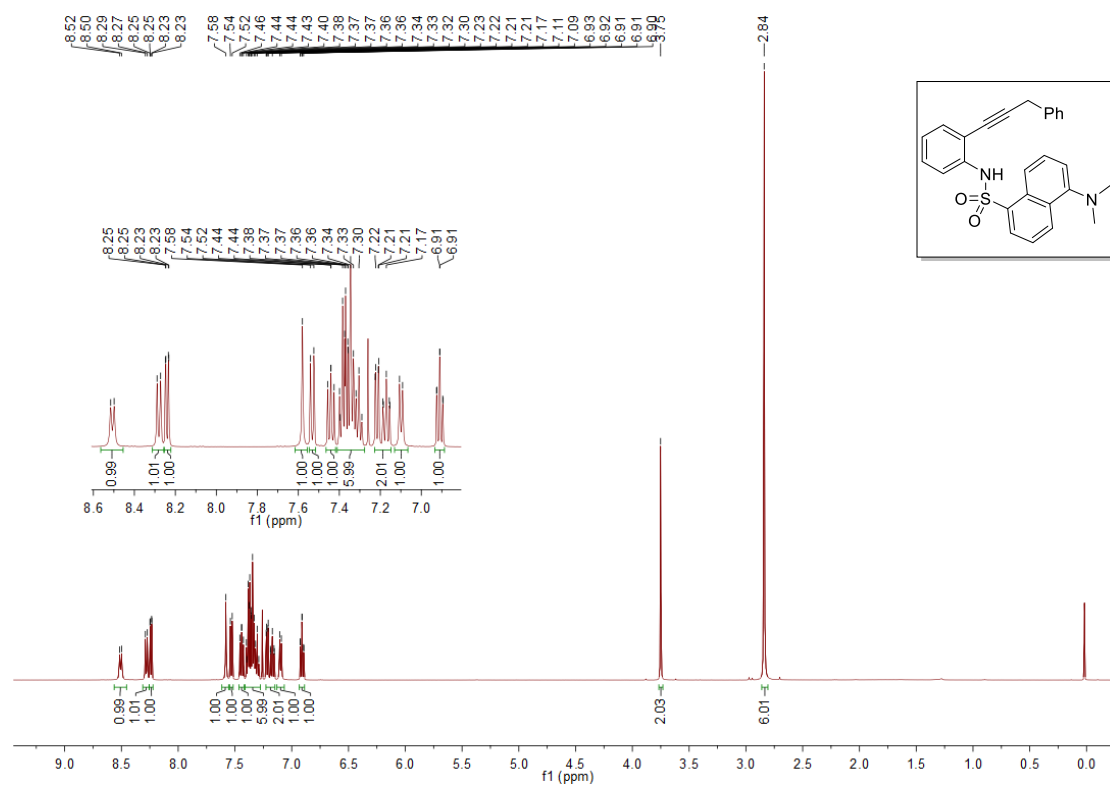 8.52 8.50 8.29 8.27 8.25 8.25 8.23 8.23 7.58 7.54 7.52 7.46 7.44 7.44 7.43 7.40 7.38 7.37 7.37 7.36 7.36 7.34 7.33 7.32 7.30 7.23 7.22 7.21 7.21 7.17 7.11 7.09 6.93 6.92 6.91 6.91 6.90 3.75 2.84
Ph
NH
O
S
O
N
8.25 8.25 8.23 8.23 7.58 7.54 7.52 7.44 7.44 7.38 7.37 7.37 7.36 7.36 7.34 7.33 7.30 7.22 7.21 7.21 7.17 6.91 6.91
0.99 1.01 1.00 1.00 1.00 1.00 5.99 2.01 1.00 1.00
8.6 8.4 8.2 8.0 7.8 7.6 7.4 7.2 7.0
f1 (ppm)
0.99 1.01 1.00 1.00 1.00 1.00 5.99 2.01 1.00 1.00 2.03 6.01
9.0 8.5 8.0 7.5 7.0 6.5 6.0 5.5 5.0 4.5 4.0 3.5 3.0 2.5 2.0 1.5 1.0 0.5 0.0
f1 (ppm)